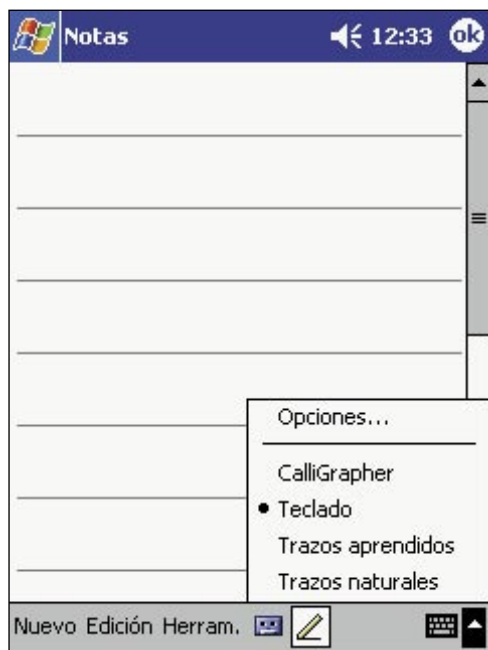 Notas 12:33 ok
Opciones...
CalliGrapher
Teclado
Trazos aprendidos
Trazos naturales
Nuevo Edición Herram.